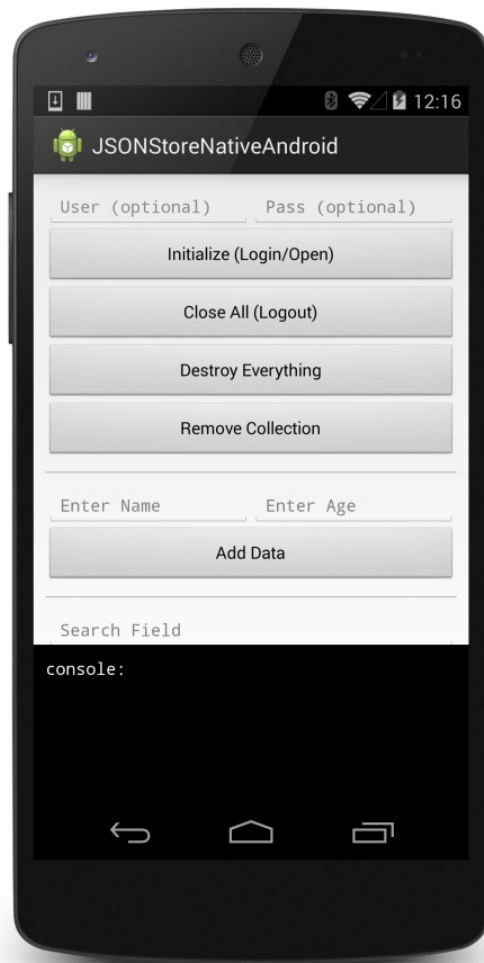 12:16
JSONStoreNativeAndroid
User (optional) Pass (optional)
Initialize (Login/Open)
Close All (Logout)
Destroy Everything
Remove Collection
Enter Name Enter Age
Add Data
Search Field
console: